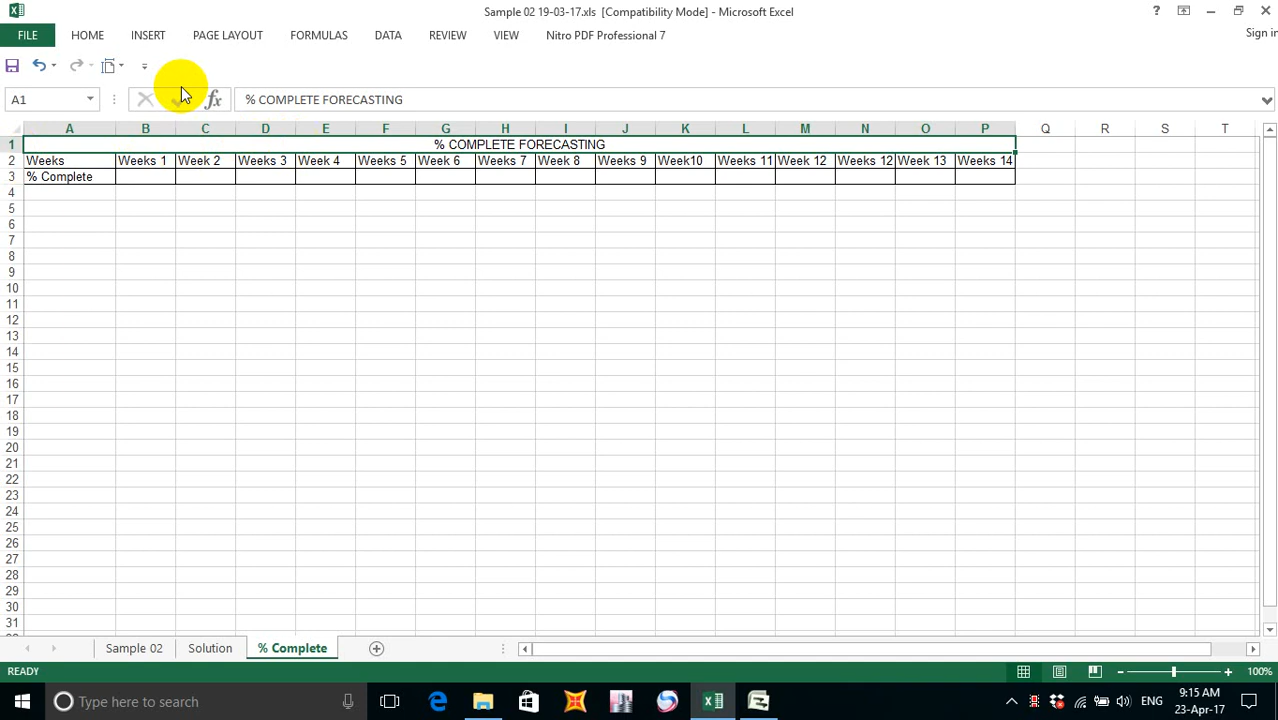 Sample 02 19-03-17.xls [Compatibility Mode] - Microsoft Excel
?
FILE HOME INSERT PAGE LAYOUT FORMULAS DATA REVIEW VIEW Nitro PDF Professional 7 Sign in
A1 fx % COMPLETE FORECASTING
A B C D E F G H I J K L M N O P Q R S T
1 % COMPLETE FORECASTING
2 Weeks Weeks 1 Week 2 Weeks 3 Week 4 Weeks 5 Week 6 Weeks 7 Week 8 Weeks 9 Week10 Weeks 11 Week 12 Weeks 12 Week 13 Weeks 14
3 % Complete
4
5
6
7
8
9
10
11
12
13
14
15
16
17
18
19
20
21
22
23
24
25
26
27
28
29
30
31
Sample 02 Solution % Complete
READY 100%
Type here to search ENG 9:15 AM
23-Apr-17